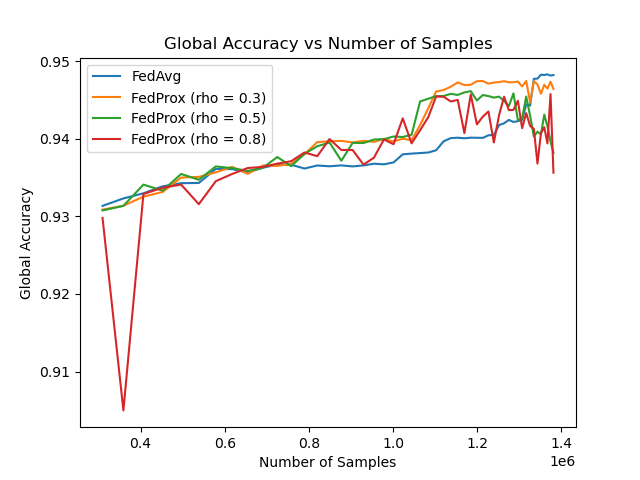 Global Accuracy vs Number of Samples
FedAvg
FedProx (rho = 0.3)
FedProx (rho = 0.5)
FedProx (rho = 0.8)
Global Accuracy
0.95
0.94
0.93
0.92
0.91
0.4
0.6
0.8
1.0
1.2
1.4
1e6
Number of Samples